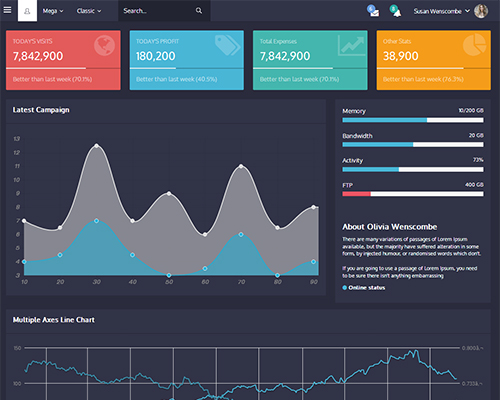 Mega Classic Search... 6 5 Susan Wenscombe
TODAY'S VISITS TODAY'S PROFIT Total Expenses Other Stats
7,842,900 180,200 7,842,900 38,900
Better than last week (70.1%) Better than last week (40.5%) Better than last week (70.1%) Better than last week (76.3%)
Latest Campaign
13
12
11
10
9
8
7
6
5
4
3
10 20 30 40 50 60 70 80 90
Memory 10/200 GB
Bandwidth 20 GB
Activity 73%
FTP 400 GB
About Olivia Wenscombe
There are many variations of passages of Lorem Ipsum
available, but the majority have suffered alteration in some
form, by injected humour, or randomised words which don't.
If you are going to use a passage of Lorem Ipsum, you need
to be sure there isn't anything embarrassing
Online status
Multiple Axes Line Chart
150 0.800$
100 0.735$